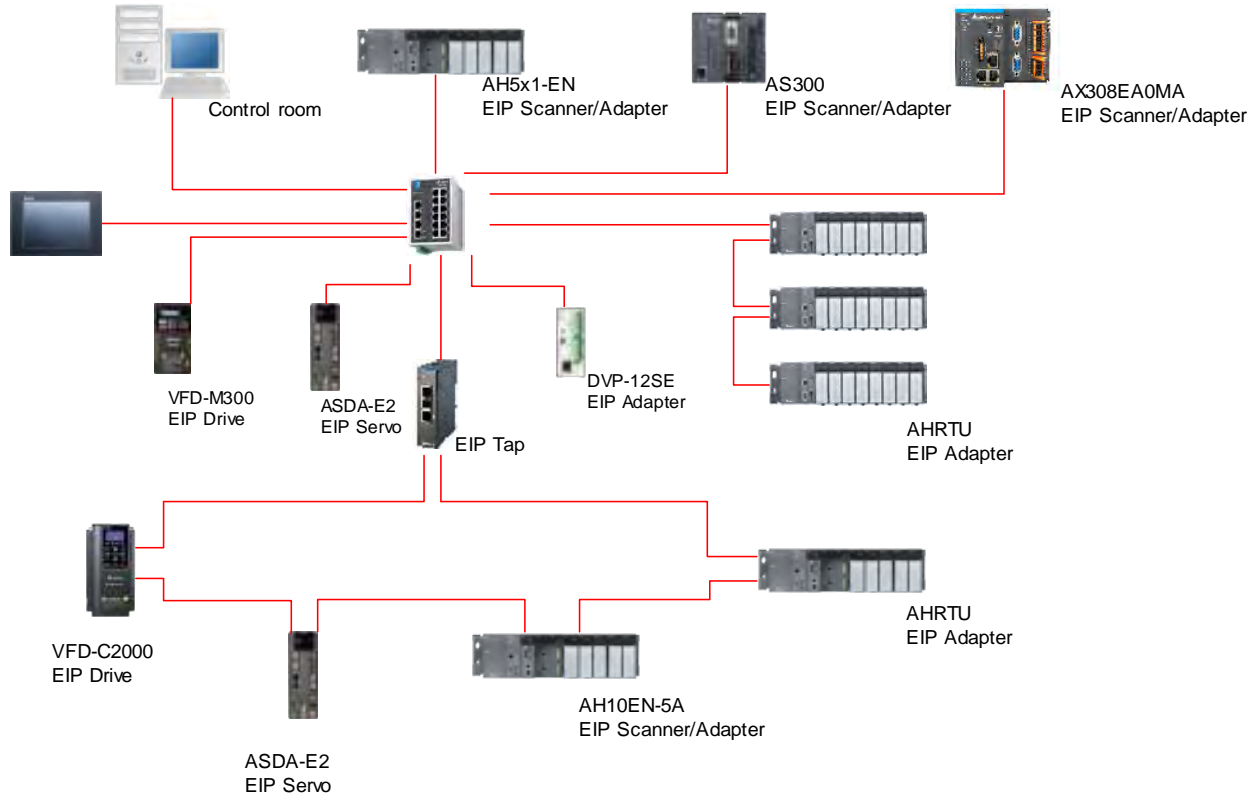 Control room
AH5x1-EN
EIP Scanner/Adapter
AS300
EIP Scanner/Adapter
AX308EA0MA
EIP Scanner/Adapter
VFD-M300
EIP Drive
ASDA-E2
EIP Servo
EIP Tap
DVP-12SE
EIP Adapter
AHRTU
EIP Adapter
VFD-C2000
EIP Drive
ASDA-E2
EIP Servo
AH10EN-5A
EIP Scanner/Adapter
AHRTU
EIP Adapter